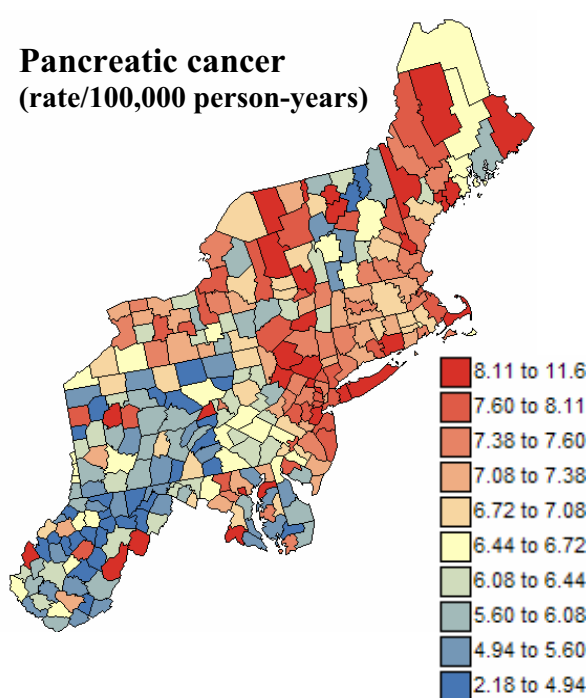 Pancreatic cancer
(rate/100,000 person-years)
8.11 to 11.6
7.60 to 8.11
7.38 to 7.60
7.08 to 7.38
6.72 to 7.08
6.44 to 6.72
6.08 to 6.44
5.60 to 6.08
4.94 to 5.60
2.18 to 4.94